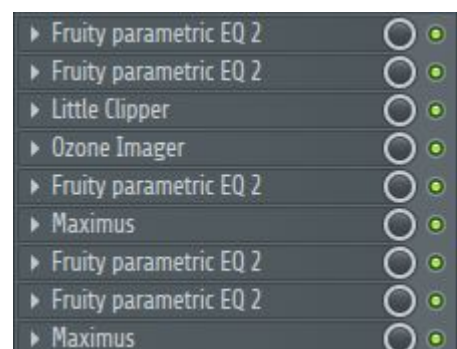 Fruity parametric EQ 2
Fruity parametric EQ 2
Little Clipper
Ozone Imager
Fruity parametric EQ 2
Maximus
Fruity parametric EQ 2
Fruity parametric EQ 2
Maximus